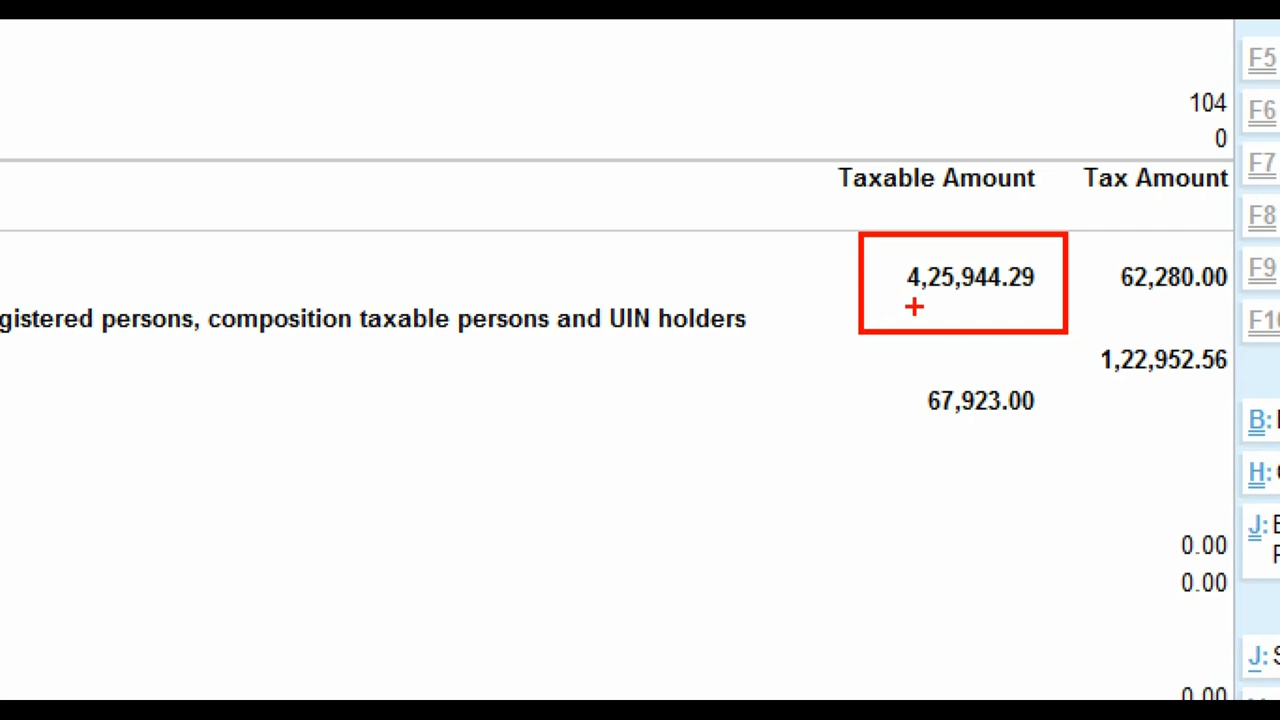 F5
104
F6
0
F7
Taxable Amount Tax Amount
F8
4,25,944.29 62,280.00
F9
gistered persons, composition taxable persons and UIN holders
1,22,952.56
67,923.00
B:
H:
J:
0.00
0.00
J:
0.00